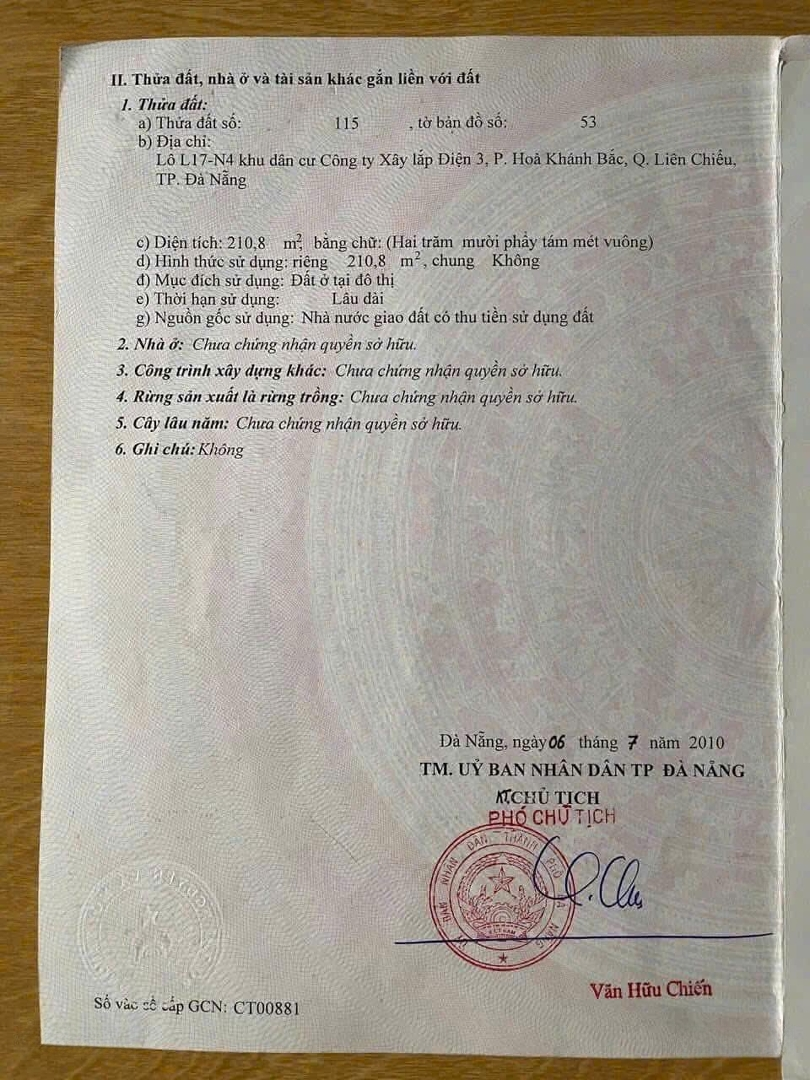 II. Thửa đất, nhà ở và tài sản khác gắn liền với đất
1. Thửa đất:
a) Thửa đất số: 115 , tờ bản đồ số: 53
b) Địa chỉ:
Lô L17-N4 khu dân cư Công ty Xây lắp Điện 3, P. Hoà Khánh Bắc, Q. Liên Chiểu,
TP. Đà Nẵng
c) Diện tích: 210,8 m², bằng chữ: (Hai trăm mười phẩy tám mét vuông)
d) Hình thức sử dụng: riêng 210,8 m², chung Không
đ) Mục đích sử dụng: Đất ở tại đô thị
e) Thời hạn sử dụng: Lâu dài
g) Nguồn gốc sử dụng: Nhà nước giao đất có thu tiền sử dụng đất
2. Nhà ở: Chưa chứng nhận quyền sở hữu.
3. Công trình xây dựng khác: Chưa chứng nhận quyền sở hữu.
4. Rừng sản xuất là rừng trồng: Chưa chứng nhận quyền sở hữu.
5. Cây lâu năm: Chưa chứng nhận quyền sở hữu.
6. Ghi chú: Không
Đà Nẵng, ngày 06 tháng 7 năm 2010
TM. UỶ BAN NHÂN DÂN TP ĐÀ NẴNG
KT.CHỦ TỊCH
PHÓ CHỦ TỊCH
BAN NHÂN DÂN THÀNH PHỐ ĐÀ NẴNG
Văn Hữu Chiến
Số vào sổ cấp GCN: CT00881